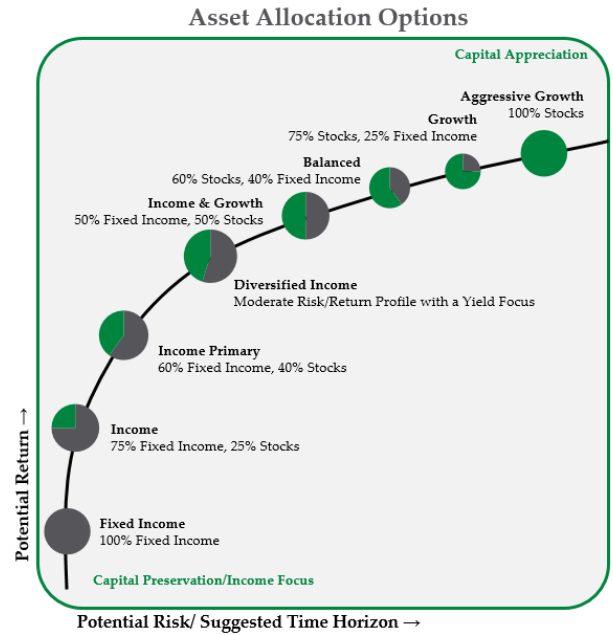 Asset Allocation Options
Capital Appreciation
Aggressive Growth
100% Stocks
Growth
75% Stocks, 25% Fixed Income
Balanced
60% Stocks, 40% Fixed Income
Income & Growth
50% Fixed Income, 50% Stocks
Diversified Income
Moderate Risk/Return Profile with a Yield Focus
Income Primary
60% Fixed Income, 40% Stocks
Income
75% Fixed Income, 25% Stocks
Fixed Income
100% Fixed Income
Capital Preservation/Income Focus
Potential Return →
Potential Risk/ Suggested Time Horizon →